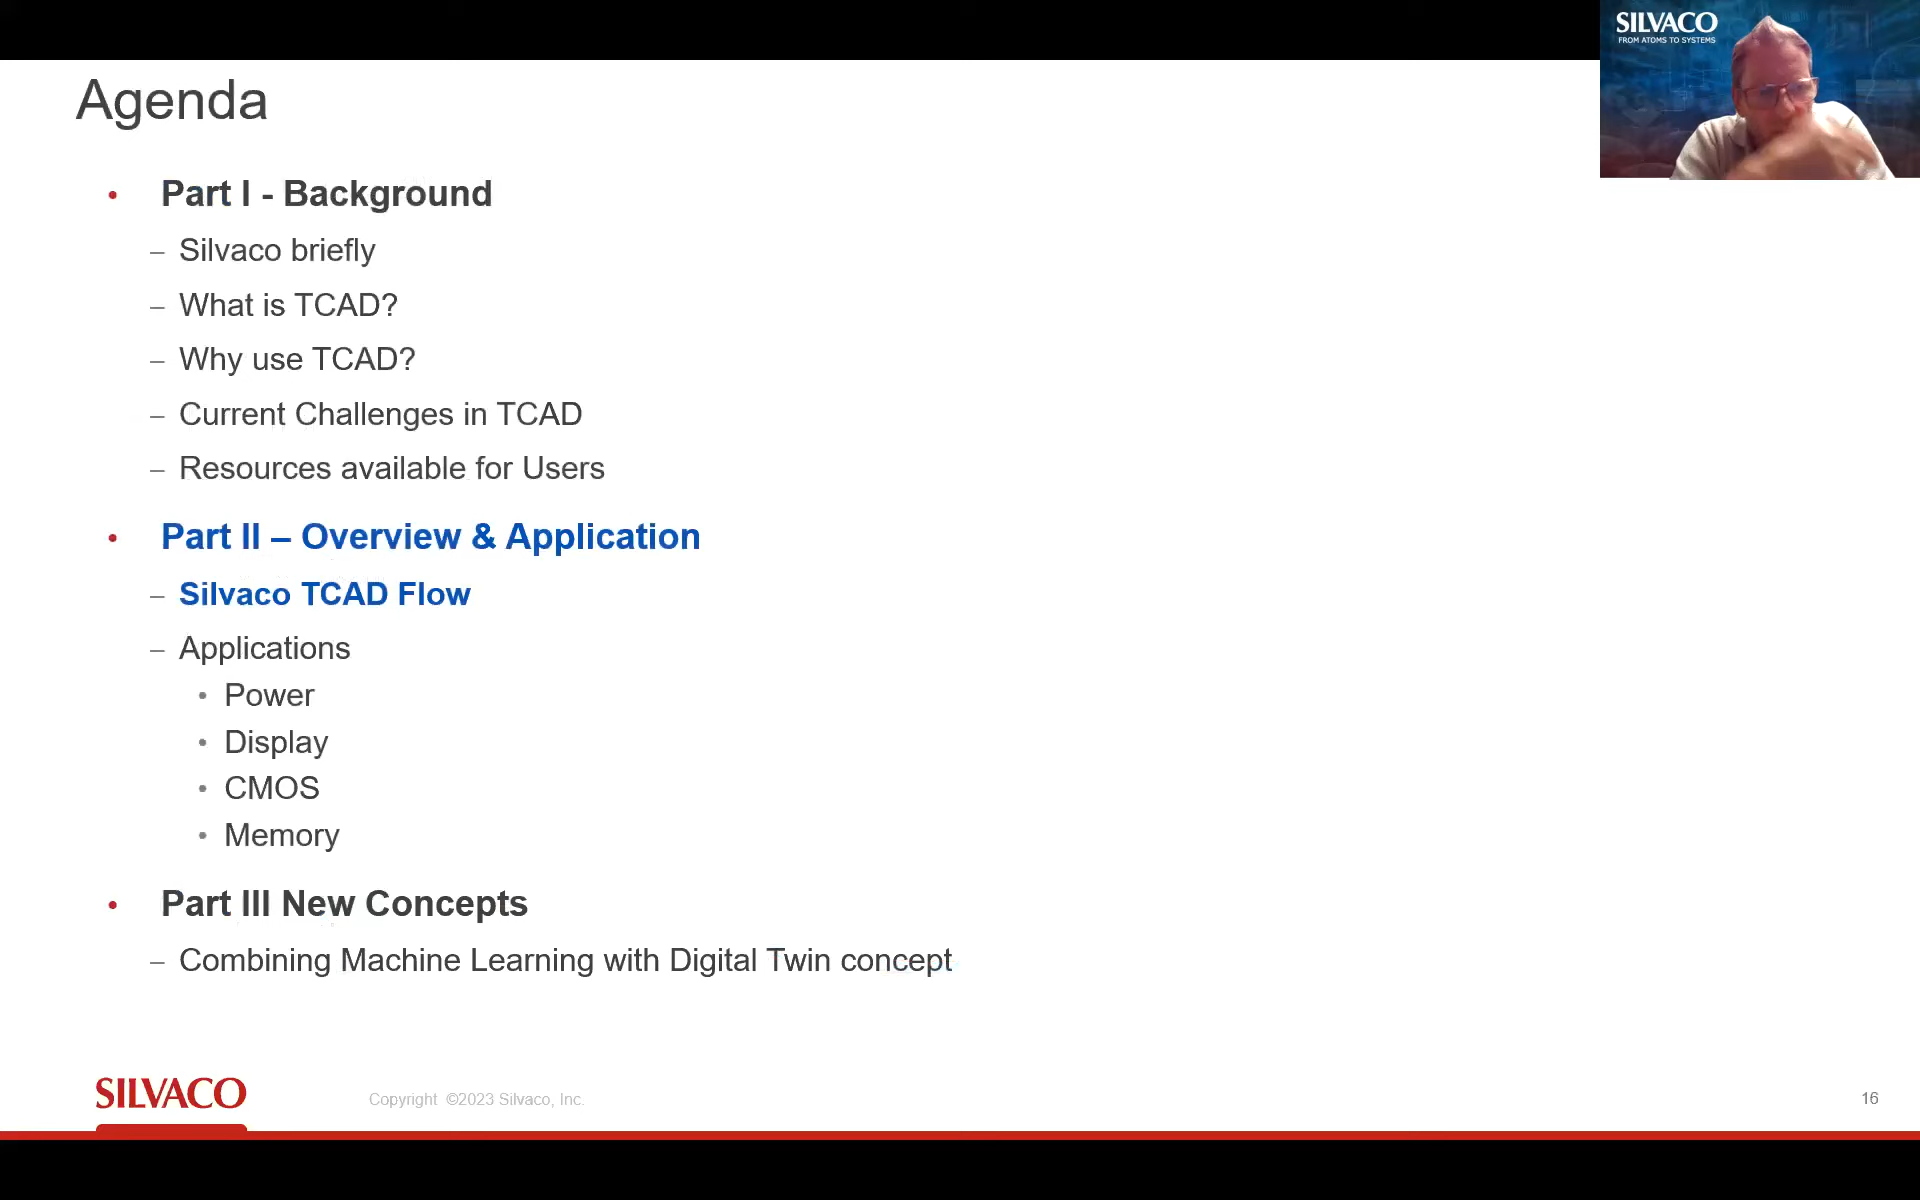 SILVACO
FROM ATOMS TO SYSTEMS
Agenda
• Part I - Background
– Silvaco briefly
– What is TCAD?
– Why use TCAD?
– Current Challenges in TCAD
– Resources available for Users
• Part II – Overview & Application
– Silvaco TCAD Flow
– Applications
• Power
• Display
• CMOS
• Memory
• Part III New Concepts
– Combining Machine Learning with Digital Twin concept
SILVACO
Copyright ©2023 Silvaco, Inc.
16